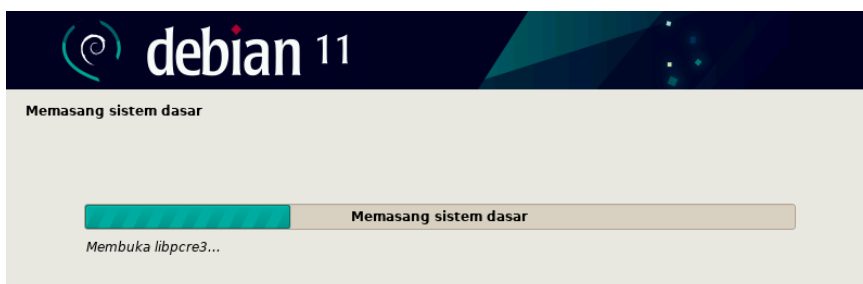 debian 11
Memasang sistem dasar
Memasang sistem dasar
Membuka libpcre3...